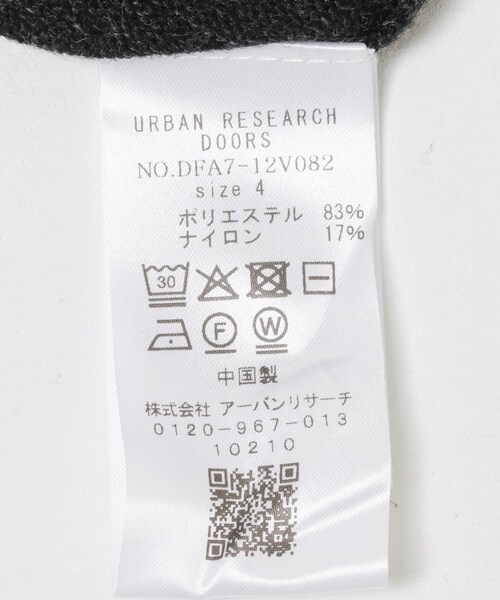 URBAN RESEARCH
DOORS
NO.DFA7-12V082
size 4
ポリエステル 83%
ナイロン 17%
30
F W
中国製
株式会社 アーバンリサーチ
0120-967-013
10210